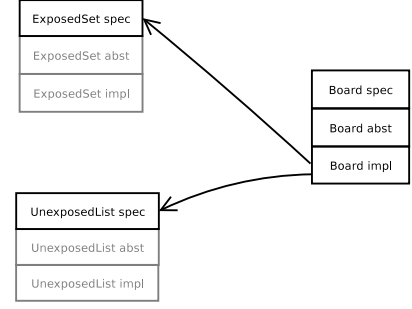 ExposedSet spec
ExposedSet abst
ExposedSet impl
Board spec
Board abst
Board impl
UnexposedList spec
UnexposedList abst
UnexposedList impl